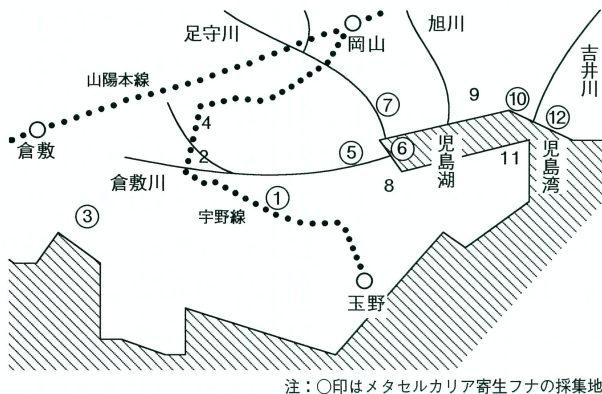 足守川
岡山
旭川
吉井川
山陽本線
⑦
9
⑩
⑫
倉敷
4
2
⑤
⑥
児島湖
11
児島湾
倉敷川
8
③
宇野線
①
玉野
注：○印はメタセルカリア寄生フナの採集地